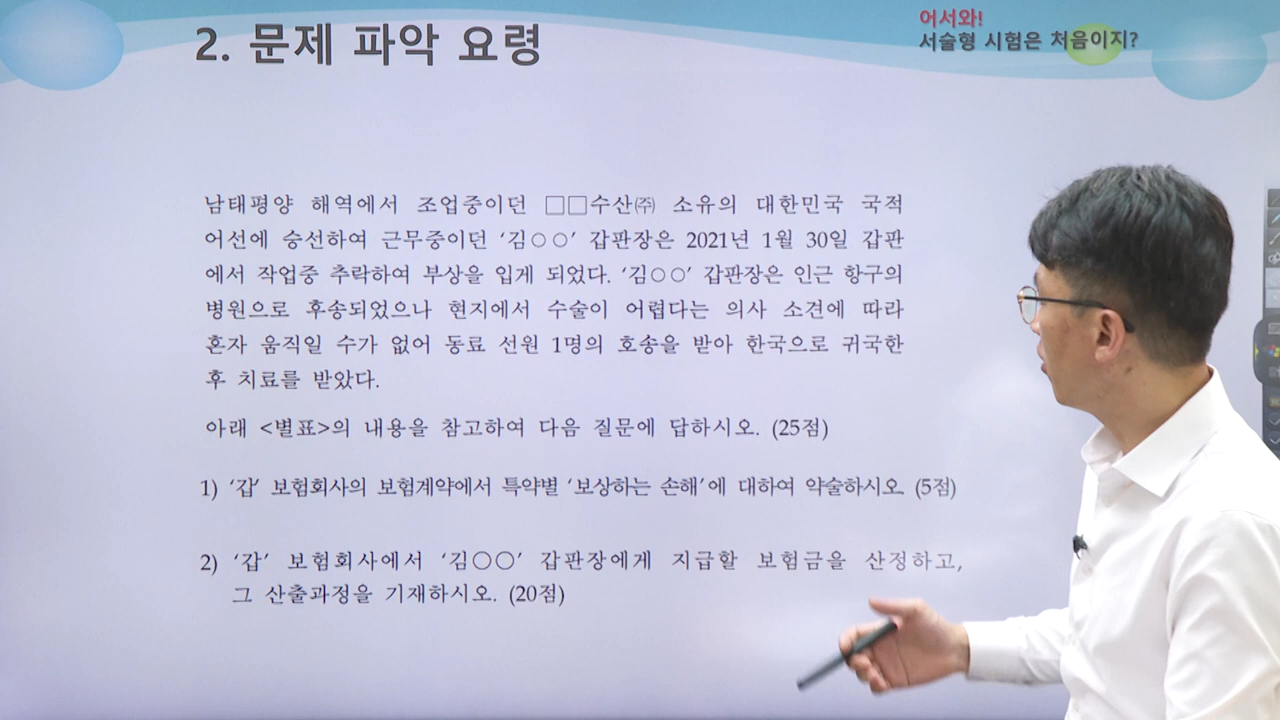 2. 문제 파악 요령
어서와!
서술형 시험은 처음이지?
남태평양 해역에서 조업중이던 □□수산㈜ 소유의 대한민국 국적
어선에 승선하여 근무중이던 ‘김○○’ 갑판장은 2021년 1월 30일 갑판
에서 작업중 추락하여 부상을 입게 되었다. ‘김○○’ 갑판장은 인근 항구의
병원으로 후송되었으나 현지에서 수술이 어렵다는 의사 소견에 따라
혼자 움직일 수가 없어 동료 선원 1명의 호송을 받아 한국으로 귀국한
후 치료를 받았다.
아래 <별표>의 내용을 참고하여 다음 질문에 답하시오. (25점)
1) ‘갑’ 보험회사의 보험계약에서 특약별 ‘보상하는 손해’에 대하여 약술하시오. (5점)
2) ‘갑’ 보험회사에서 ‘김○○’ 갑판장에게 지급할 보험금을 산정하고,
그 산출과정을 기재하시오. (20점)